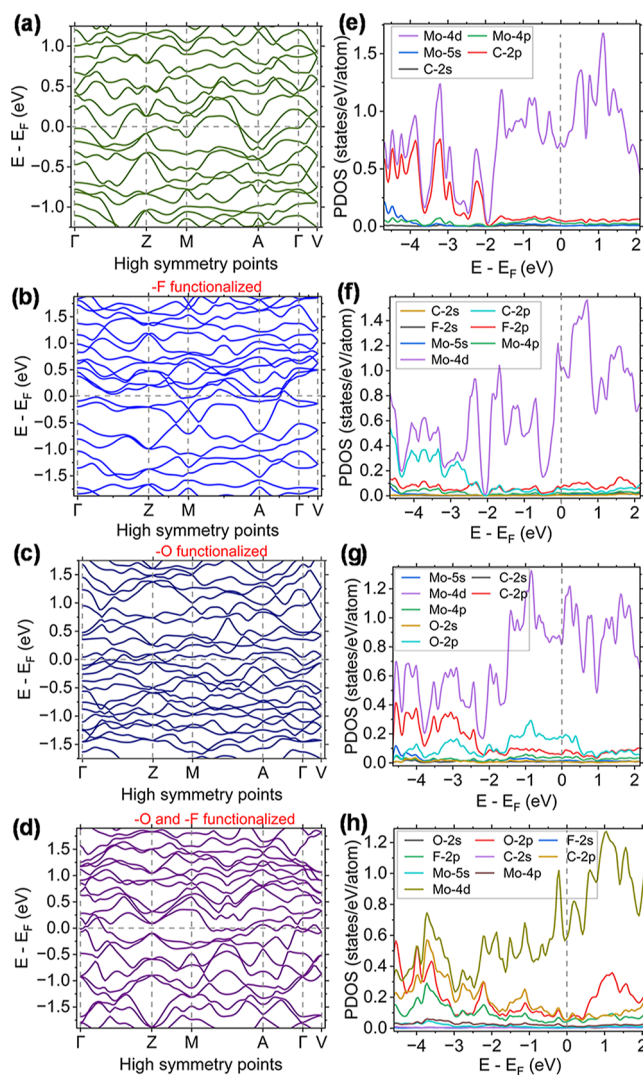 (a)
1.0
0.5
0.0
−0.5
−1.0
E - E_F (eV)
Γ Z M A Γ V
High symmetry points
(e)
Mo-4d Mo-4p
Mo-5s C-2p
C-2s
1.5
1.0
0.5
0.0
PDOS (states/eV/atom)
−4 −3 −2 −1 0 1 2
E - E_F (eV)
(b)
-F functionalized
1.5
1.0
0.5
0.0
−0.5
−1.0
−1.5
E - E_F (eV)
Γ Z M A Γ V
High symmetry points
(f)
C-2s C-2p
F-2s F-2p
Mo-5s Mo-4p
Mo-4d
1.4
1.2
1.0
0.8
0.6
0.4
0.2
0.0
PDOS (states/eV/atom)
−4 −3 −2 −1 0 1 2
E - E_F (eV)
(c)
-O functionalized
1.5
1.0
0.5
0.0
−0.5
−1.0
−1.5
E - E_F (eV)
Γ Z M A Γ V
High symmetry points
(g)
Mo-5s C-2s
Mo-4d C-2p
Mo-4p
O-2s
O-2p
1.2
1.0
0.8
0.6
0.4
0.2
0.0
PDOS (states/eV/atom)
−4 −3 −2 −1 0 1 2
E - E_F (eV)
(d)
-O and -F functionalized
1.5
1.0
0.5
0.0
−0.5
−1.0
−1.5
E - E_F (eV)
Γ Z M A Γ V
High symmetry points
(h)
O-2s O-2p F-2s
F-2p C-2s C-2p
Mo-5s Mo-4p
Mo-4d
1.2
1.0
0.8
0.6
0.4
0.2
0.0
PDOS (states/eV/atom)
−4 −3 −2 −1 0 1 2
E - E_F (eV)